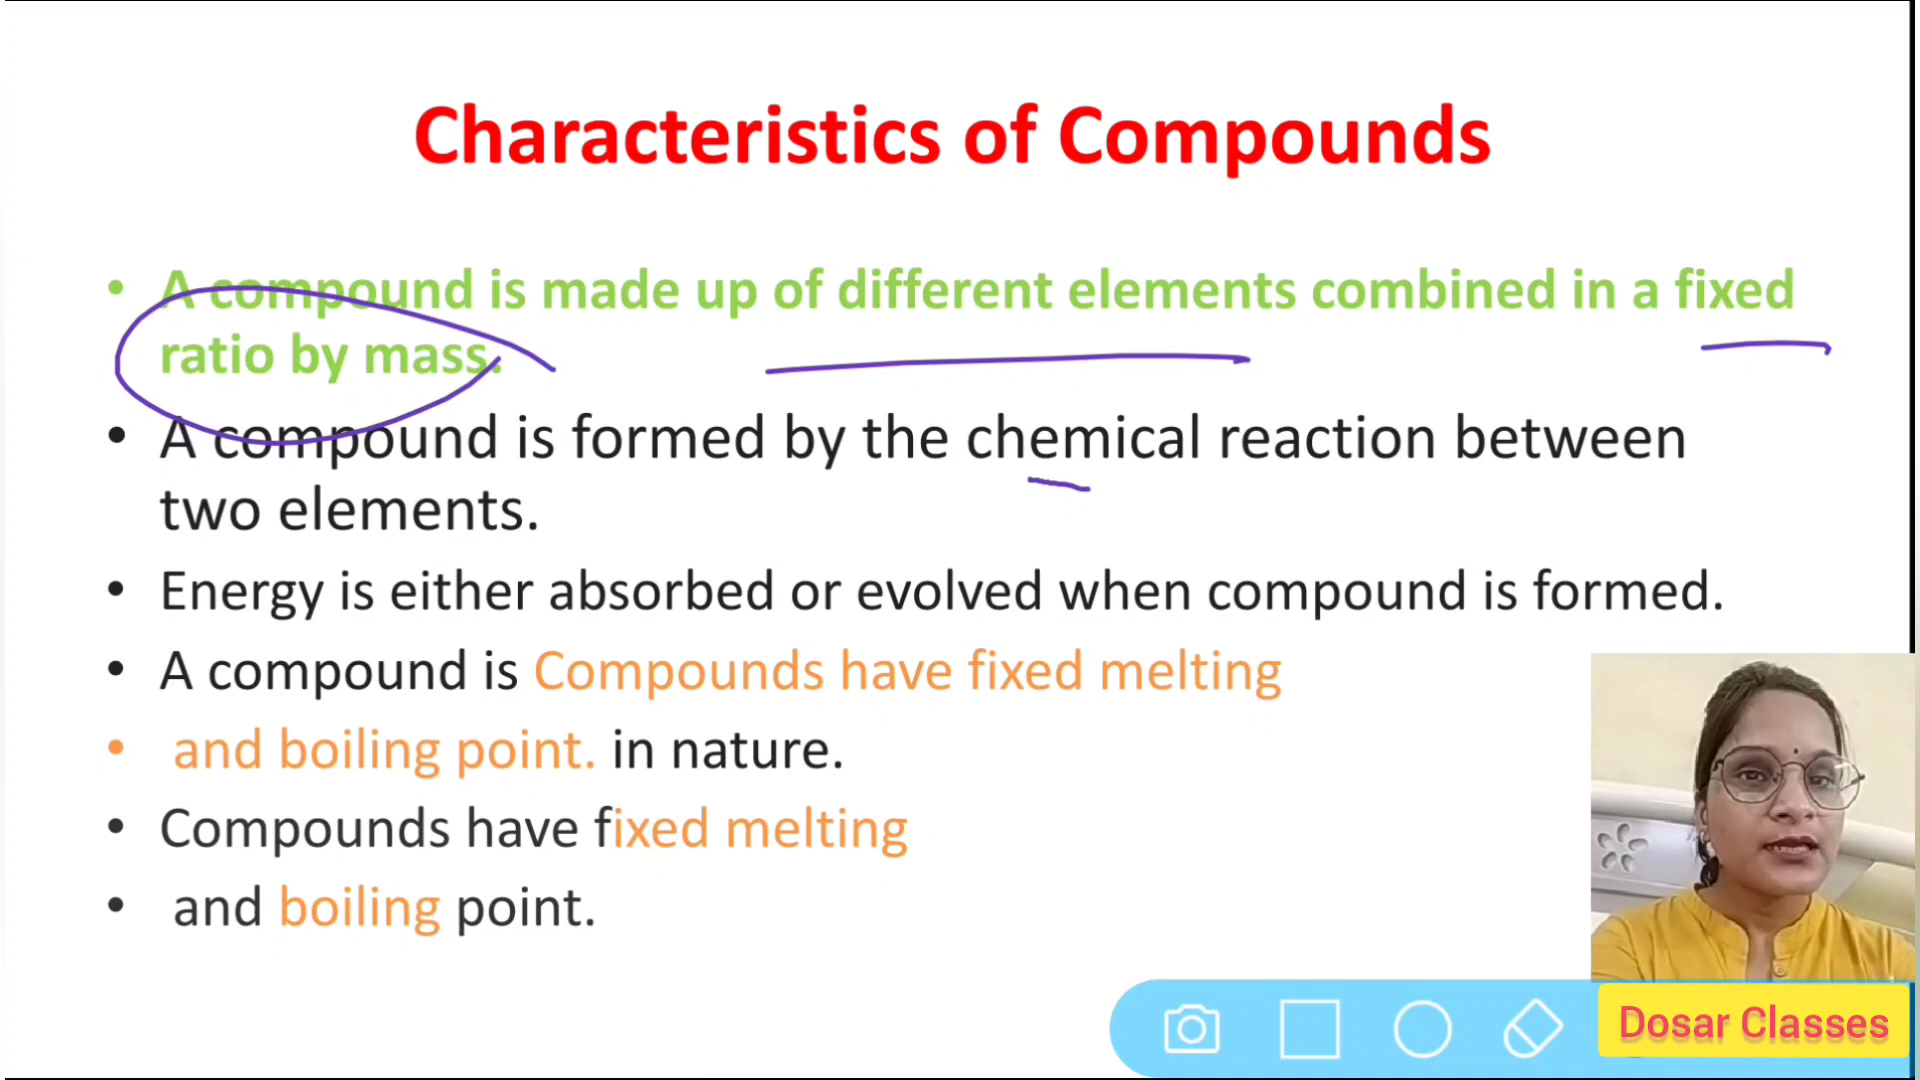 Characteristics of Compounds
• A compound is made up of different elements combined in a fixed
ratio by mass.
• A compound is formed by the chemical reaction between
two elements.
• Energy is either absorbed or evolved when compound is formed.
• A compound is Compounds have fixed melting
• and boiling point. in nature.
• Compounds have fixed melting
• and boiling point.
Dosar Classes